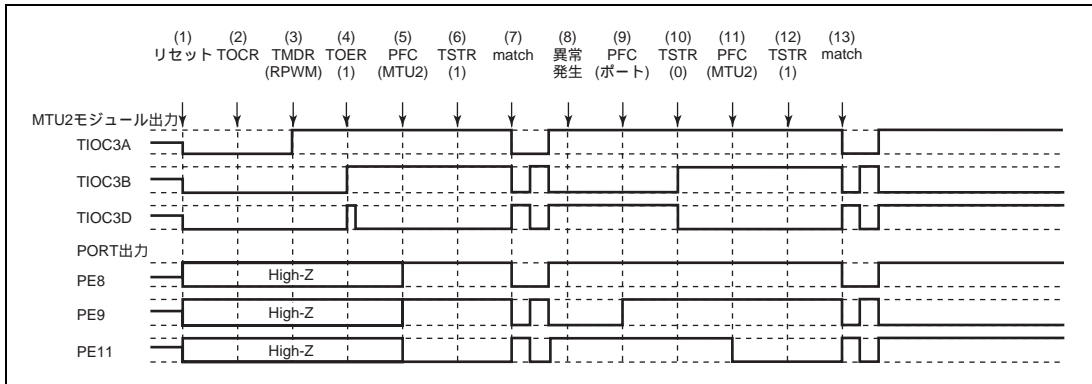 (1) (2) (3) (4) (5) (6) (7) (8) (9) (10) (11) (12) (13)
リセット TOCR TMDR TOER PFC TSTR match 異常 PFC TSTR PFC TSTR match
(RPWM) (1) (MTU2) (1) 発生 (ポート) (0) (MTU2) (1)
MTU2モジュール出力
TIOC3A
TIOC3B
TIOC3D
PORT出力
PE8 High-Z
PE9 High-Z
PE11 High-Z